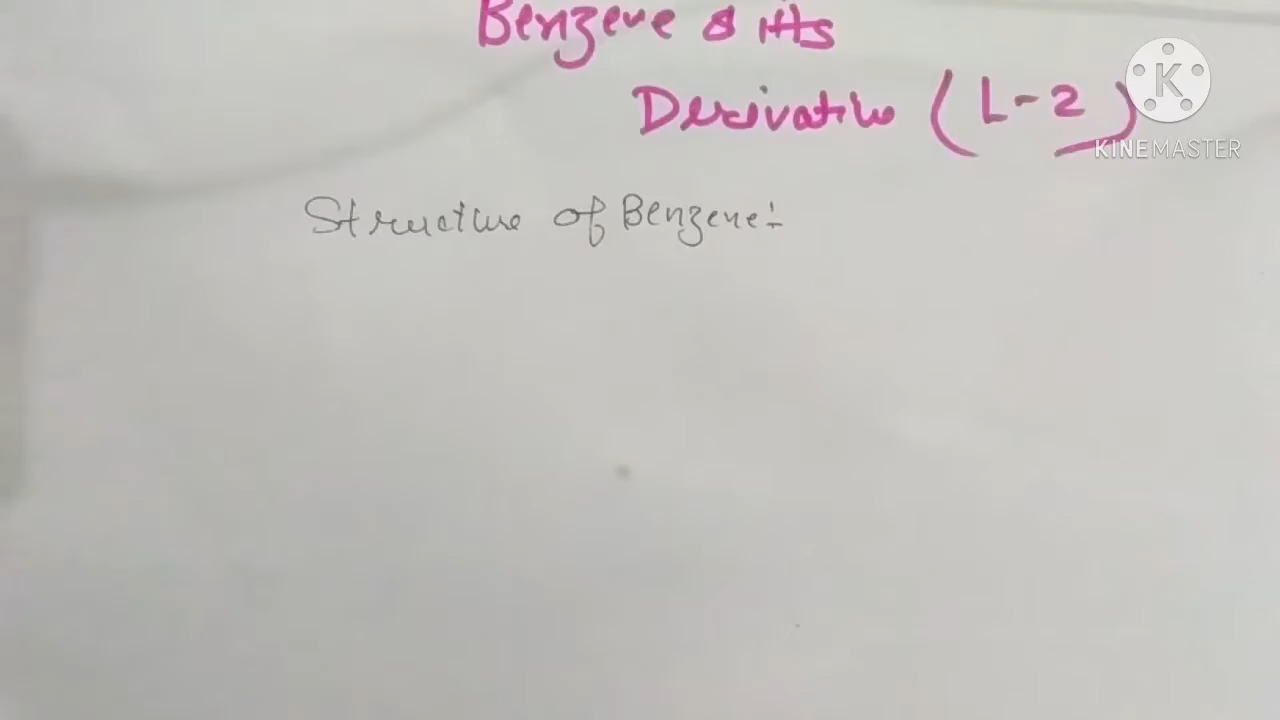 Benzene & its
Derivative (L-2)
KINEMASTER
Structure of Benzene:-